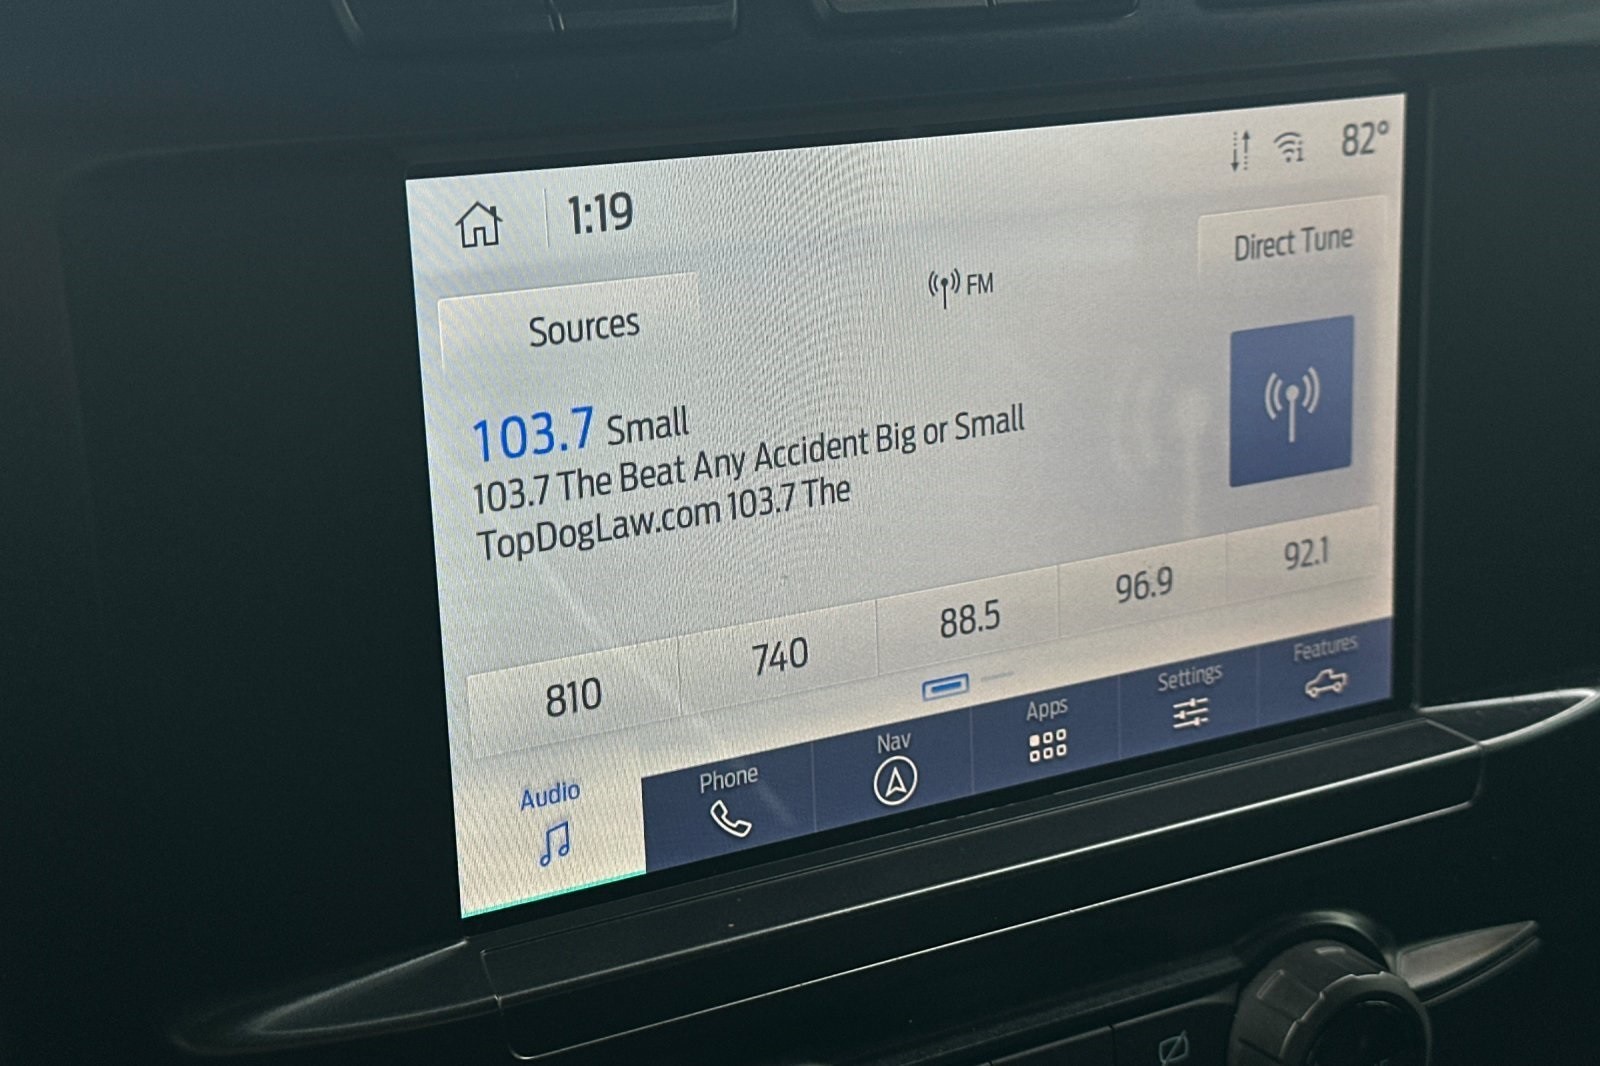 1:19
82°
Direct Tune
FM
Sources
103.7 Small
103.7 The Beat Any Accident Big or Small
TopDogLaw.com 103.7 The
810 740 88.5 96.9 92.1
Audio Phone Nav Apps Settings Features